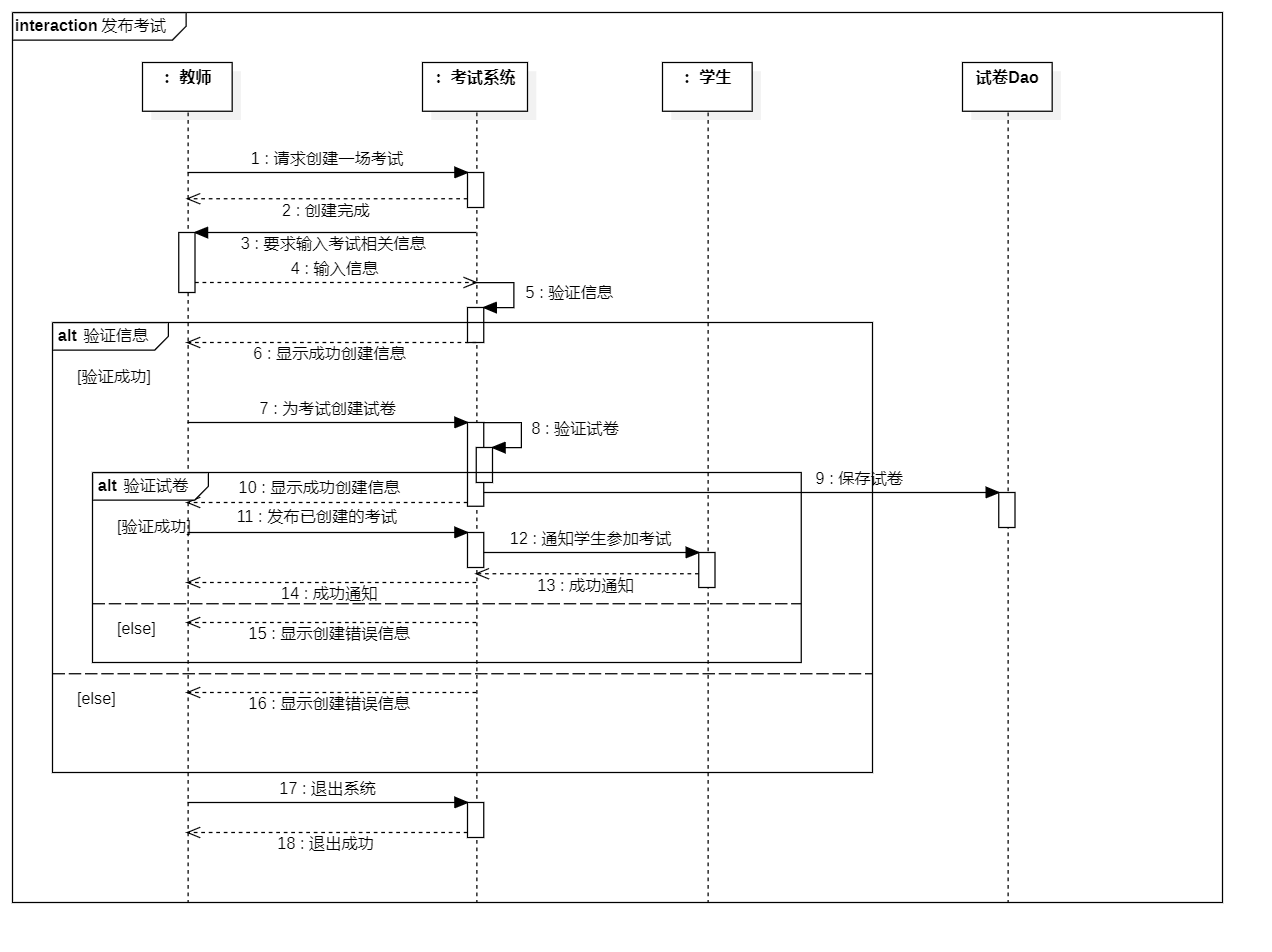 interaction 发布考试
: 教师
: 考试系统
: 学生
试卷Dao
1 : 请求创建一场考试
2 : 创建完成
3 : 要求输入考试相关信息
4 : 输入信息
5 : 验证信息
alt 验证信息
6 : 显示成功创建信息
[验证成功]
7 : 为考试创建试卷
8 : 验证试卷
9 : 保存试卷
alt 验证试卷
10 : 显示成功创建信息
11 : 发布已创建的考试
[验证成功]
12 : 通知学生参加考试
13 : 成功通知
14 : 成功通知
[else]
15 : 显示创建错误信息
[else]
16 : 显示创建错误信息
17 : 退出系统
18 : 退出成功